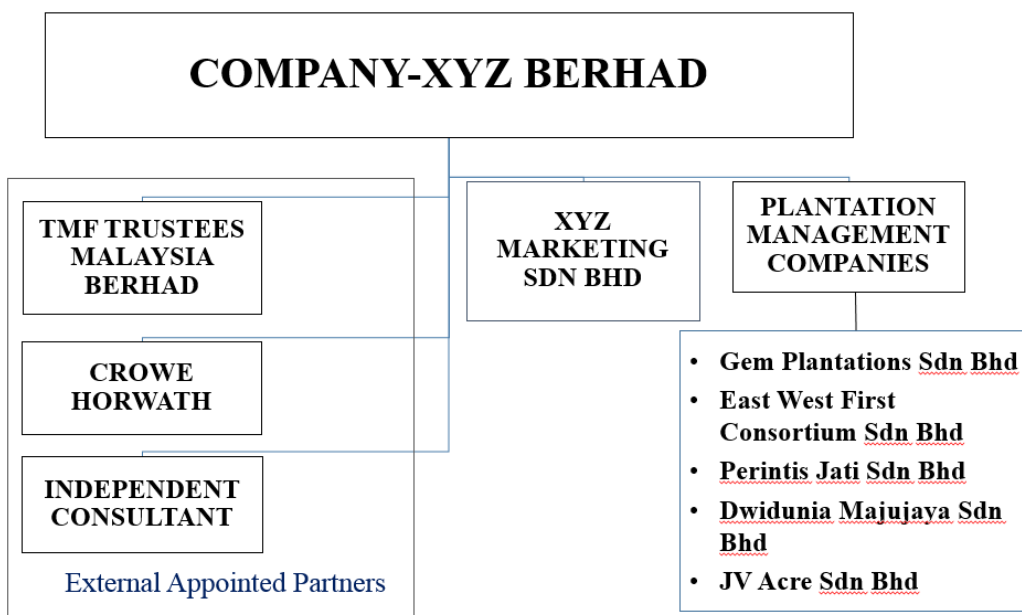 COMPANY-XYZ BERHAD
TMF TRUSTEES
MALAYSIA
BERHAD
CROWE
HORWATH
INDEPENDENT
CONSULTANT
External Appointed Partners
XYZ
MARKETING
SDN BHD
PLANTATION
MANAGEMENT
COMPANIES
• Gem Plantations Sdn Bhd
• East West First
Consortium Sdn Bhd
• Perintis Jati Sdn Bhd
• Dwidunia Majujaya Sdn
Bhd
• JV Acre Sdn Bhd